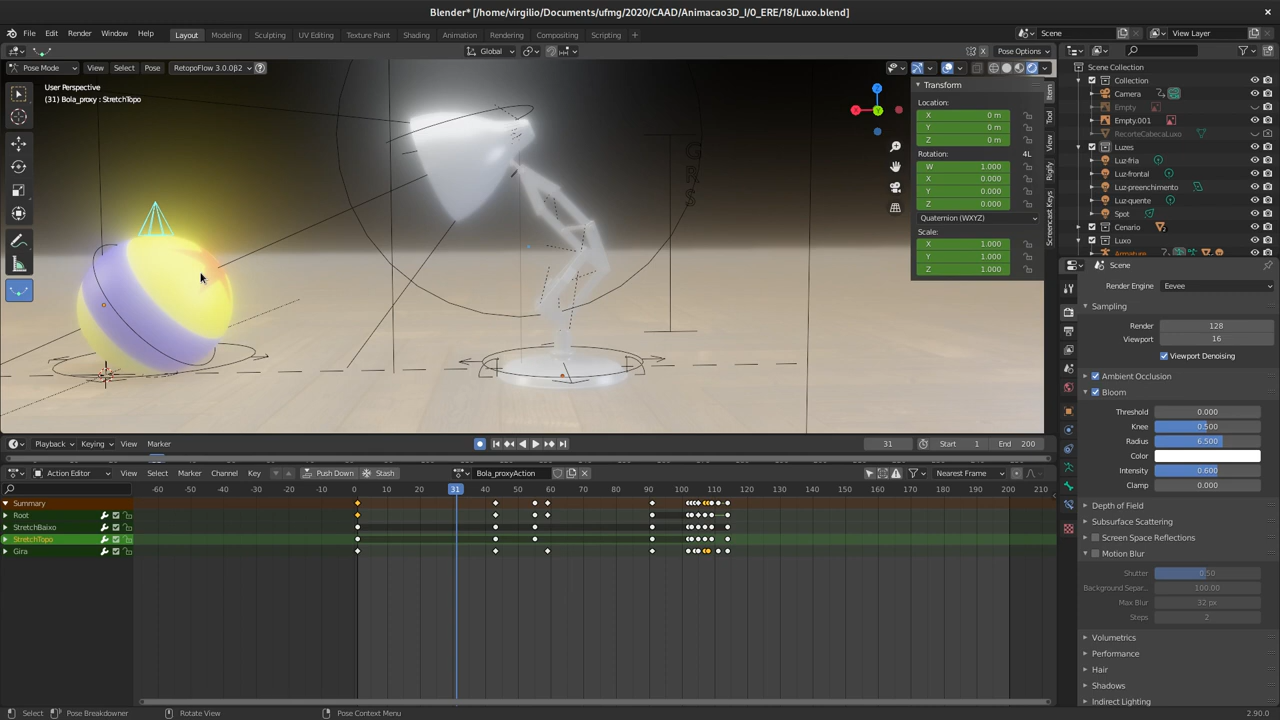 Blender* [/home/virgilio/Documents/ufmg/2020/CAAD/Animacao3D_I/0_ERE/18/Luxo.blend]
File Edit Render Window Help Layout Modeling Sculpting UV Editing Texture Paint Shading Animation Rendering Compositing Scripting + Scene View Layer
Global Pose Options
Pose Mode View Select Pose RetopoFlow 3.0.0β2
User Perspective
(31) Bola_proxy : StretchTopo
Transform
Location:
X 0 m
Y 0 m
Z 0 m
Rotation: 4L
W 1.000
X 0.000
Y 0.000
Z 0.000
Quaternion (WXYZ)
Scale:
X 1.000
Y 1.000
Z 1.000
Item
Tool
View
Rigify
Screencast Keys
Scene Collection
Collection
Camera
Empty
Empty.001
RecorteCabecaLuxo
Luzes
Luz-fria
Luz-frontal
Luz-preenchimento
Luz-quente
Spot
Cenario
Luxo
Armature
Scene
Render Engine Eevee
Sampling
Render 128
Viewport 16
Viewport Denoising
Ambient Occlusion
Bloom
Threshold 0.000
Knee 0.500
Radius 6.500
Color
Intensity 0.600
Clamp 0.000
Depth of Field
Subsurface Scattering
Screen Space Reflections
Motion Blur
Shutter 0.50
Background Separ... 100.00
Max Blur 32 px
Steps 2
Volumetrics
Performance
Hair
Shadows
Indirect Lighting
Playback Keying View Marker 31 Start 1 End 200
Action Editor View Select Marker Channel Key Push Down Stash Bola_proxyAction Nearest Frame
-60 -50 -40 -30 -20 -10 0 10 20 31 40 50 60 70 80 90 100 110 120 130 140 150 160 170 180 190 200 210
Summary
Root
StretchBaixo
StretchTopo
Gira
Select Pose Breakdowner Rotate View Pose Context Menu 2.90.0